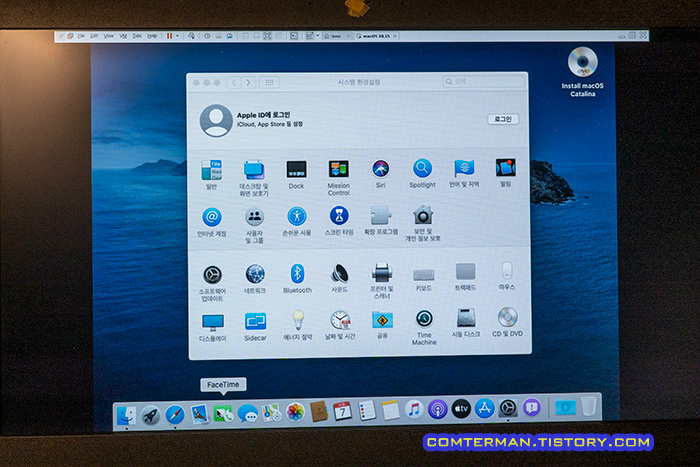 File Edit View VM Tabs Help
Home
macOS 10.15
시스템 환경설정
검색
Install macOS
Catalina
Apple ID에 로그인
iCloud, App Store 등 설정
로그인
일반
데스크탑 및
화면 보호기
Dock
Mission
Control
Siri
Spotlight
언어 및 지역
알림
인터넷 계정
사용자
및 그룹
손쉬운 사용
스크린 타임
확장 프로그램
보안 및
개인 정보 보호
소프트웨어
업데이트
네트워크
Bluetooth
사운드
프린터 및
스캐너
키보드
트랙패드
마우스
디스플레이
Sidecar
에너지 절약
날짜 및 시간
공유
Time
Machine
시동 디스크
CD 및 DVD
FaceTime
7
tv
COMTERMAN.TISTORY.COM